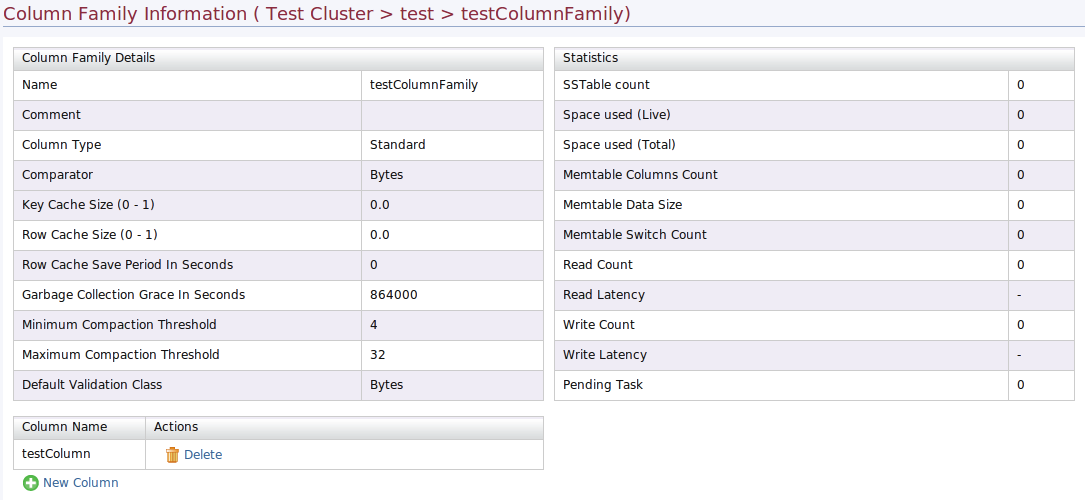 Column Family Information ( Test Cluster > test > testColumnFamily)
Column Family Details
Name testColumnFamily
Comment
Column Type Standard
Comparator Bytes
Key Cache Size (0 - 1) 0.0
Row Cache Size (0 - 1) 0.0
Row Cache Save Period In Seconds 0
Garbage Collection Grace In Seconds 864000
Minimum Compaction Threshold 4
Maximum Compaction Threshold 32
Default Validation Class Bytes
Statistics
SSTable count 0
Space used (Live) 0
Space used (Total) 0
Memtable Columns Count 0
Memtable Data Size 0
Memtable Switch Count 0
Read Count 0
Read Latency -
Write Count 0
Write Latency -
Pending Task 0
Column Name Actions
testColumn Delete
New Column